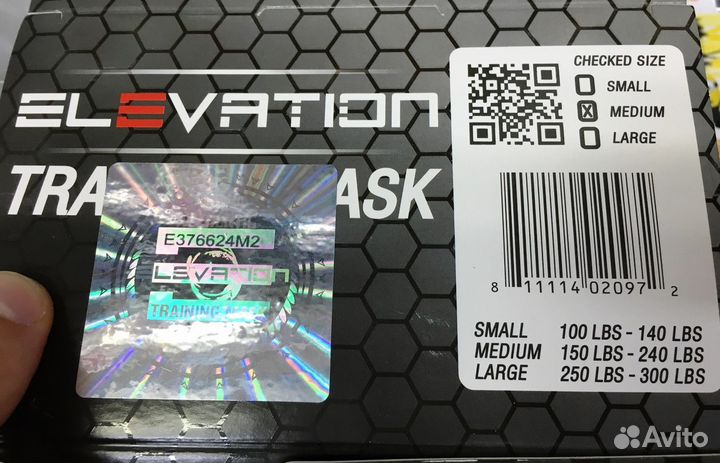 ELEVATION
TRA ASK
E376624M2
LEVATION
TRAINING
CHECKED SIZE
SMALL
X MEDIUM
LARGE
8 11114 02097 2
SMALL 100 LBS - 140 LBS
MEDIUM 150 LBS - 240 LBS
LARGE 250 LBS - 300 LBS
Avito